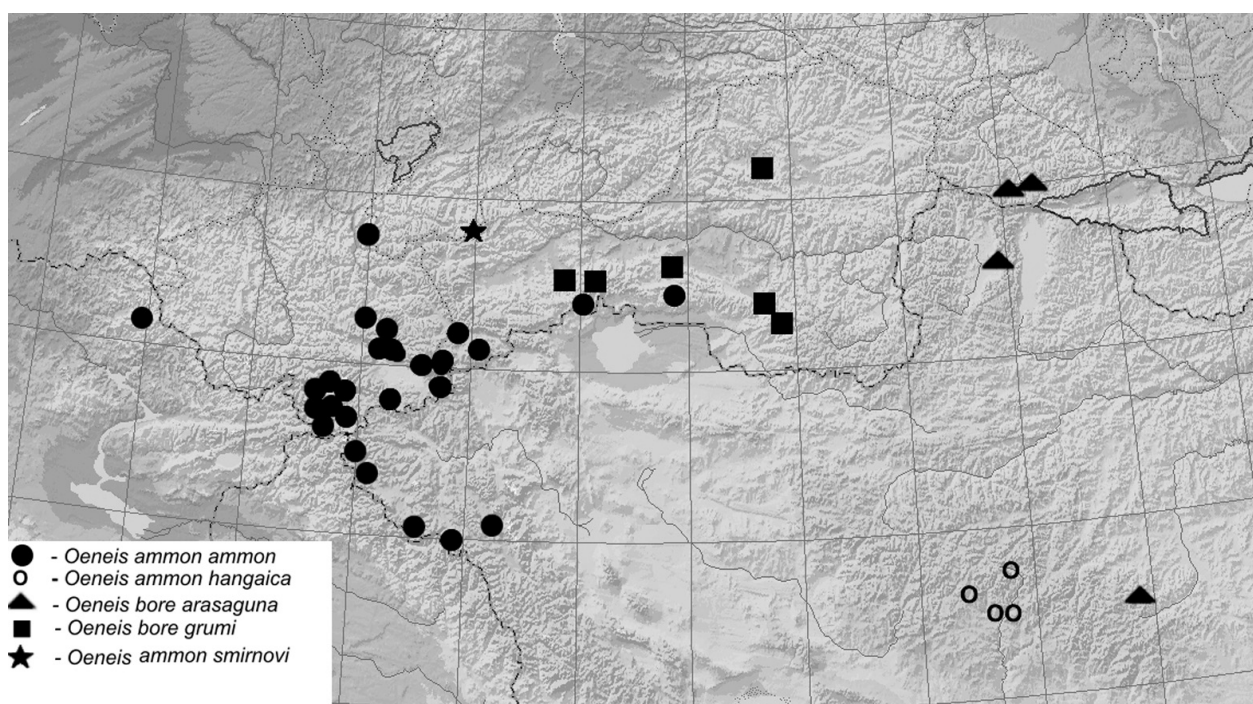 - Oeneis ammon ammon
o - Oeneis ammon hangaica
- Oeneis bore arasaguna
- Oeneis bore grumi
- Oeneis ammon smirnovi